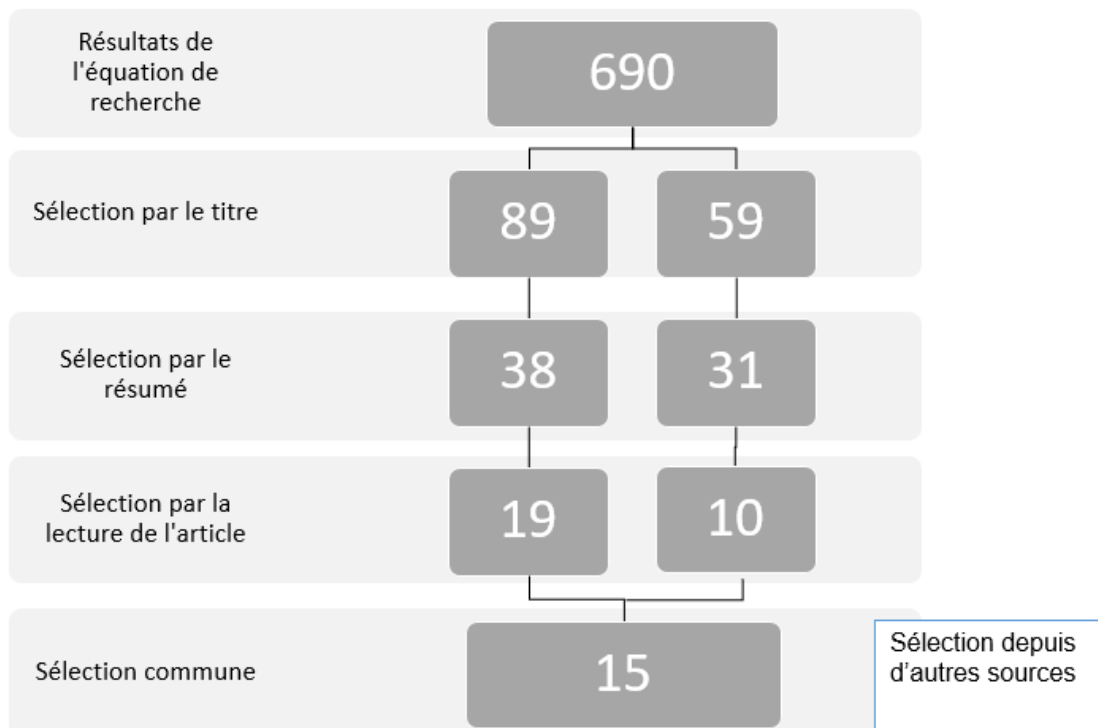 Résultats de
l'équation de
recherche
690
Sélection par le titre
89
59
Sélection par le
résumé
38
31
Sélection par la
lecture de l'article
19
10
Sélection commune
15
Sélection depuis
d’autres sources